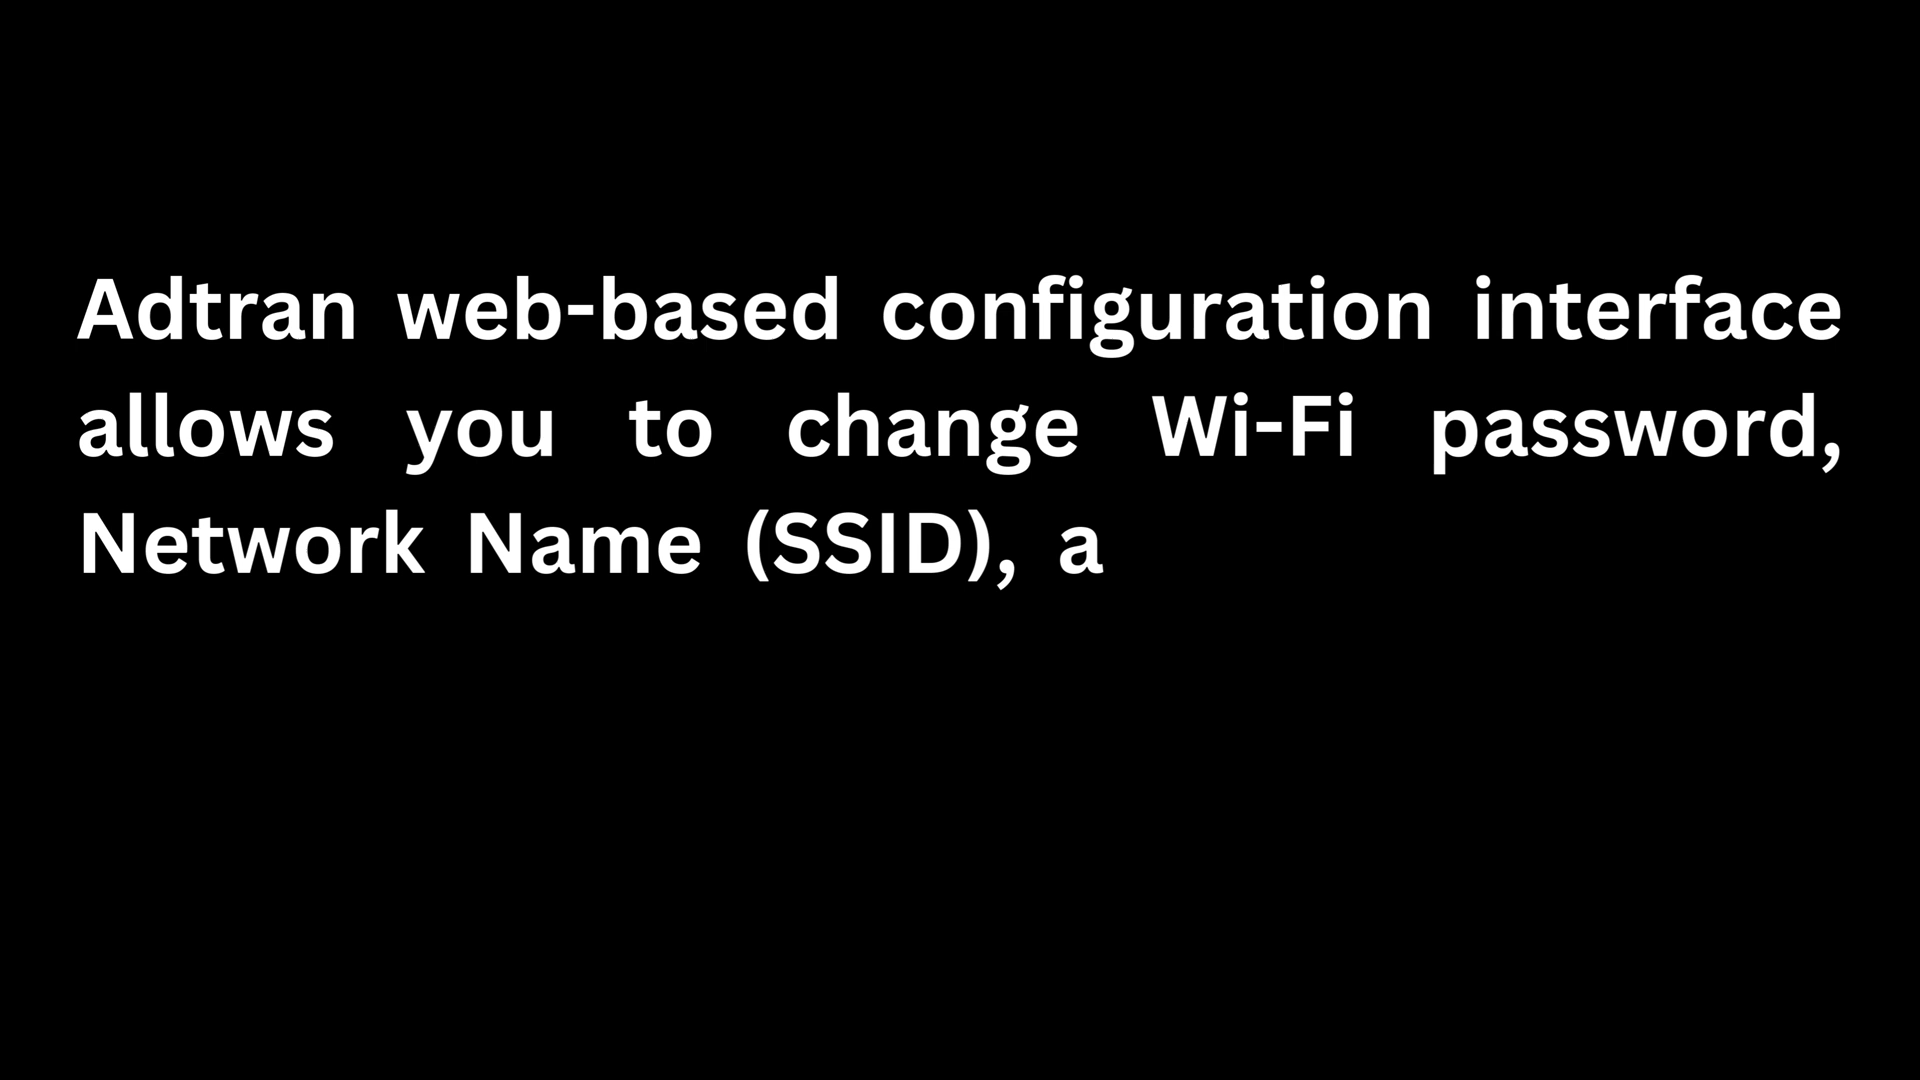 Adtran web-based configuration interface
allows you to change Wi-Fi password,
Network Name (SSID), a